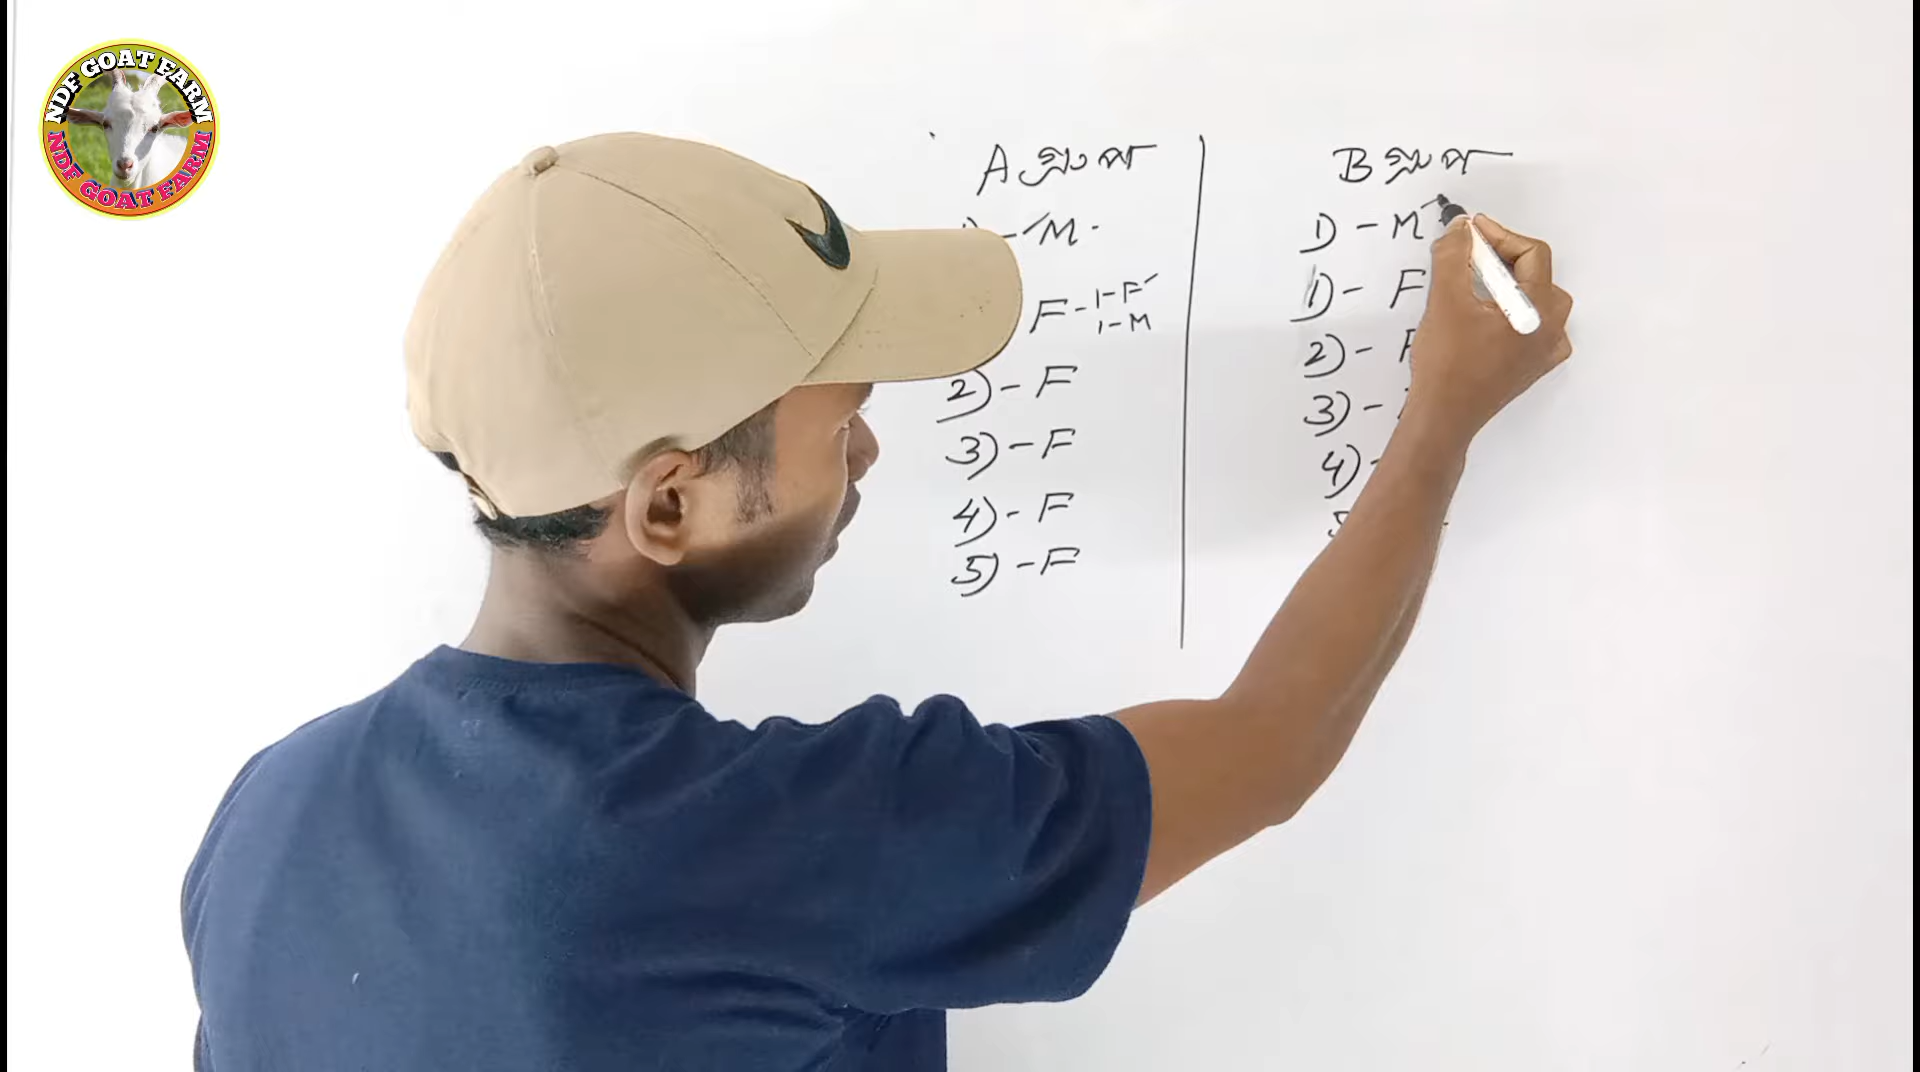 NDF GOAT FARM
NDF GOAT FARM
A গ্রুপ
- M -
F - 1 - F
1 - M
2) - F
3) - F
4) - F
5) - F
B গ্রুপ
1) - M
1) - F
2) - F
3) -
4) -